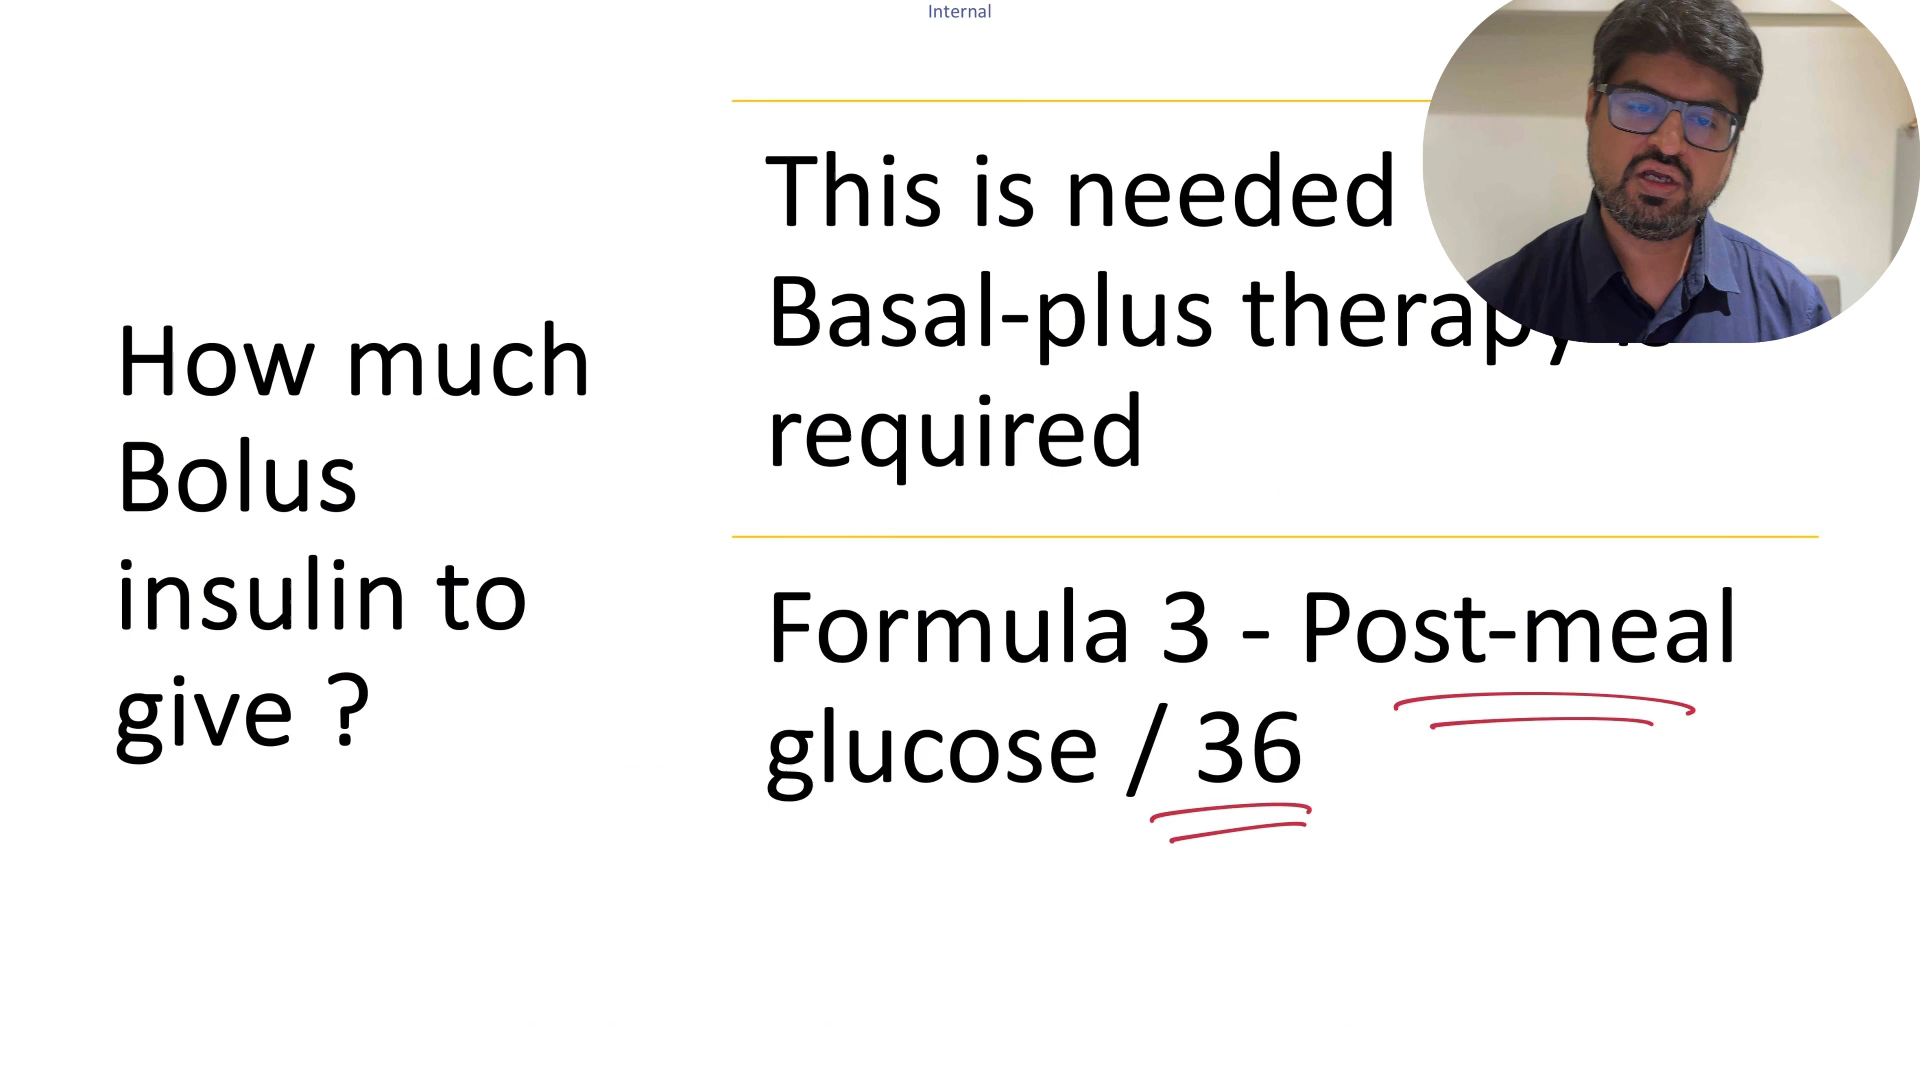 Internal
How much
Bolus
insulin to
give ?
This is needed
Basal-plus therapy
required
Formula 3 - Post-meal
glucose / 36